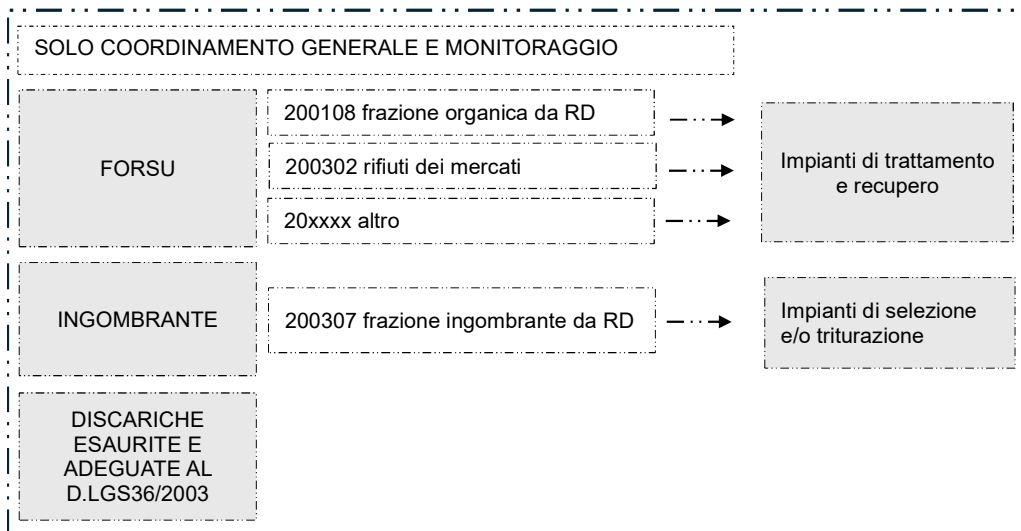 SOLO COORDINAMENTO GENERALE E MONITORAGGIO
FORSU
200108 frazione organica da RD
200302 rifiuti dei mercati
20xxxx altro
Impianti di trattamento
e recupero
INGOMBRANTE
200307 frazione ingombrante da RD
Impianti di selezione
e/o triturazione
DISCARICHE
ESAURITE E
ADEGUATE AL
D.LGS36/2003